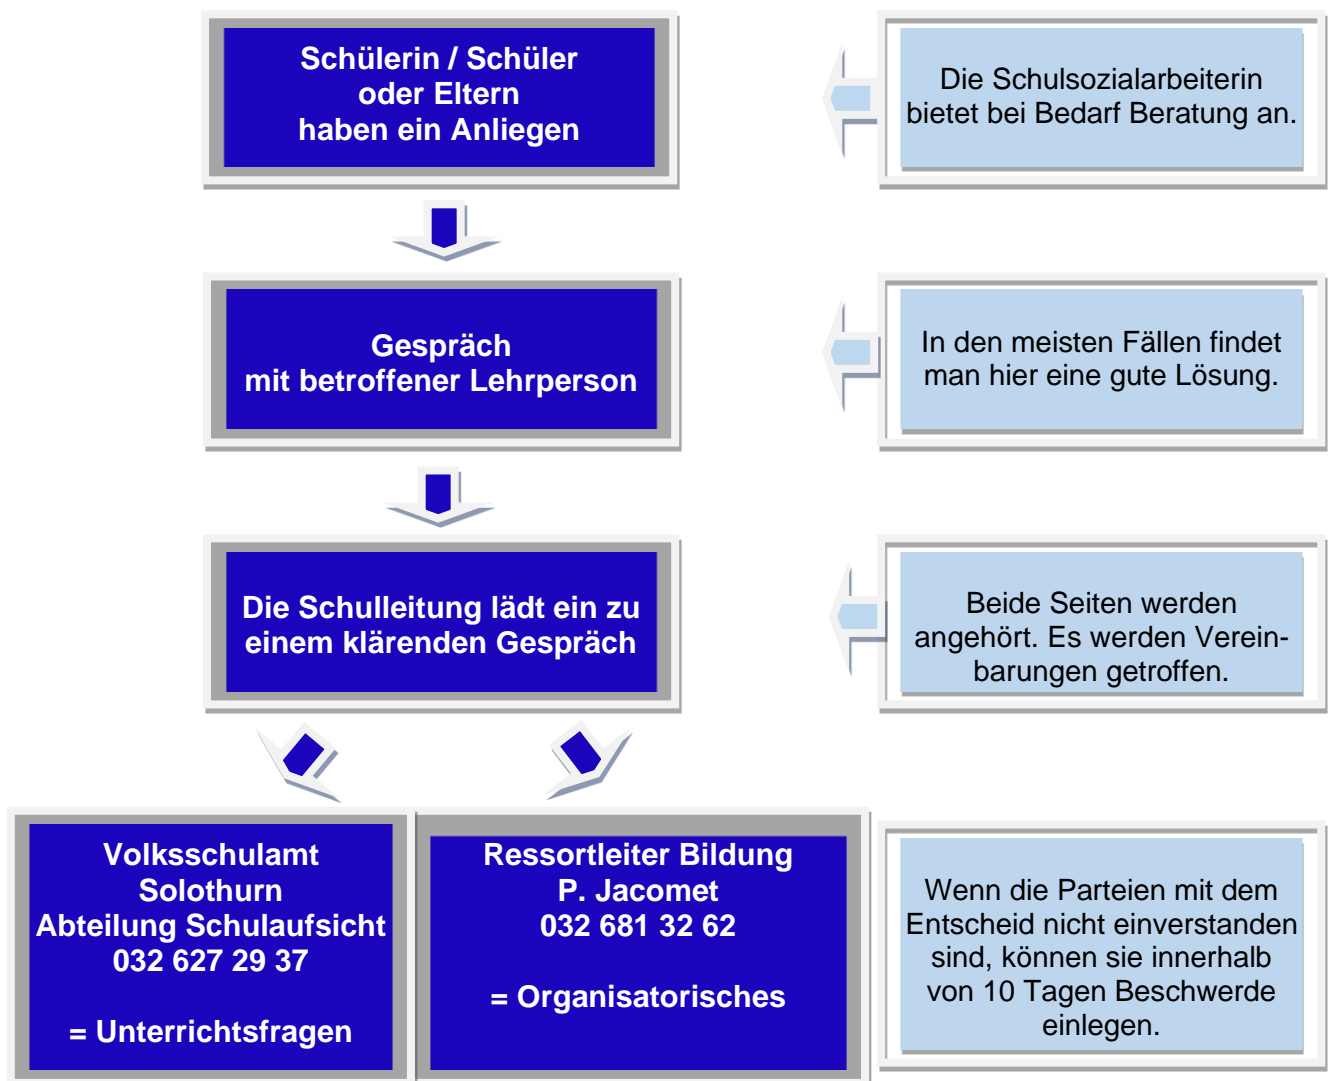 Schülerin / Schüler
oder Eltern
haben ein Anliegen
Die Schulsozialarbeiterin
bietet bei Bedarf Beratung an.
Gespräch
mit betroffener Lehrperson
In den meisten Fällen findet
man hier eine gute Lösung.
Die Schulleitung lädt ein zu
einem klärenden Gespräch
Beide Seiten werden
angehört. Es werden Verein-
barungen getroffen.
Volksschulamt
Solothurn
Abteilung Schulaufsicht
032 627 29 37
= Unterrichtsfragen
Ressortleiter Bildung
P. Jacomet
032 681 32 62
= Organisatorisches
Wenn die Parteien mit dem
Entscheid nicht einverstanden
sind, können sie innerhalb
von 10 Tagen Beschwerde
einlegen.